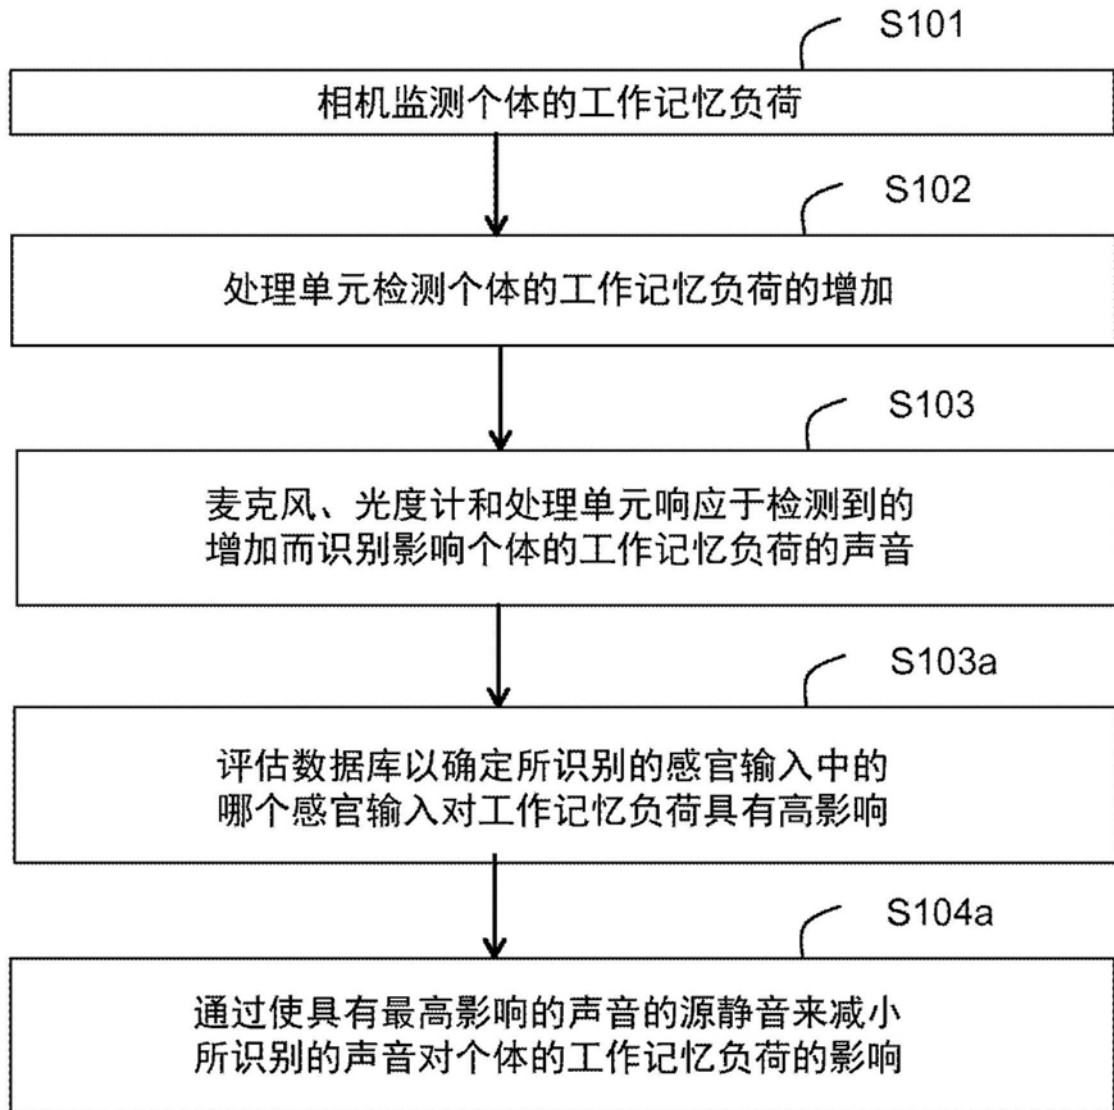 S101
相机监测个体的工作记忆负荷
S102
处理单元检测个体的工作记忆负荷的增加
S103
麦克风、光度计和处理单元响应于检测到的
增加而识别影响个体的工作记忆负荷的声音
S103a
评估数据库以确定所识别的感官输入中的
哪个感官输入对工作记忆负荷具有高影响
S104a
通过使具有最高影响的声音的源静音来减小
所识别的声音对个体的工作记忆负荷的影响